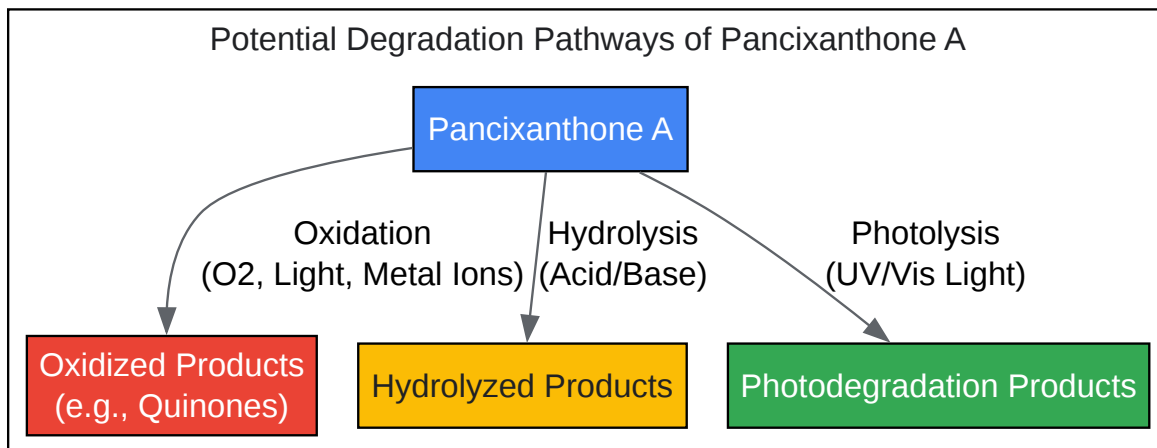 Potential Degradation Pathways of Pancixanthone A
Pancixanthone A
Oxidation
(O2, Light, Metal Ions)
Hydrolysis
(Acid/Base)
Photolysis
(UV/Vis Light)
Oxidized Products
(e.g., Quinones)
Hydrolyzed Products
Photodegradation Products